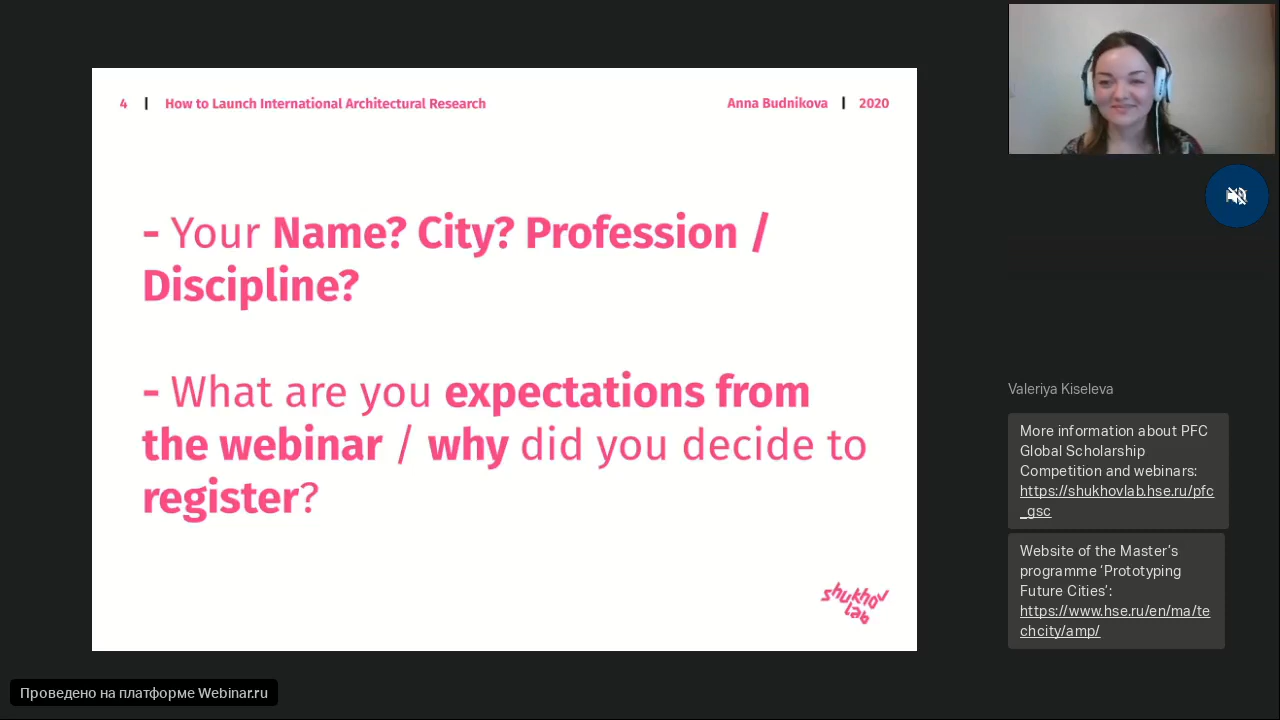 4 | How to Launch International Architectural Research
Anna Budnikova | 2020
- Your Name? City? Profession /
Discipline?
- What are you expectations from
the webinar / why did you decide to
register?
shukhov
lab
Valeriya Kiseleva
More information about PFC
Global Scholarship
Competition and webinars:
https://shukhovlab.hse.ru/pfc
_gsc
Website of the Master's
programme 'Prototyping
Future Cities':
https://www.hse.ru/en/ma/te
chcity/amp/
Проведено на платформе Webinar.ru